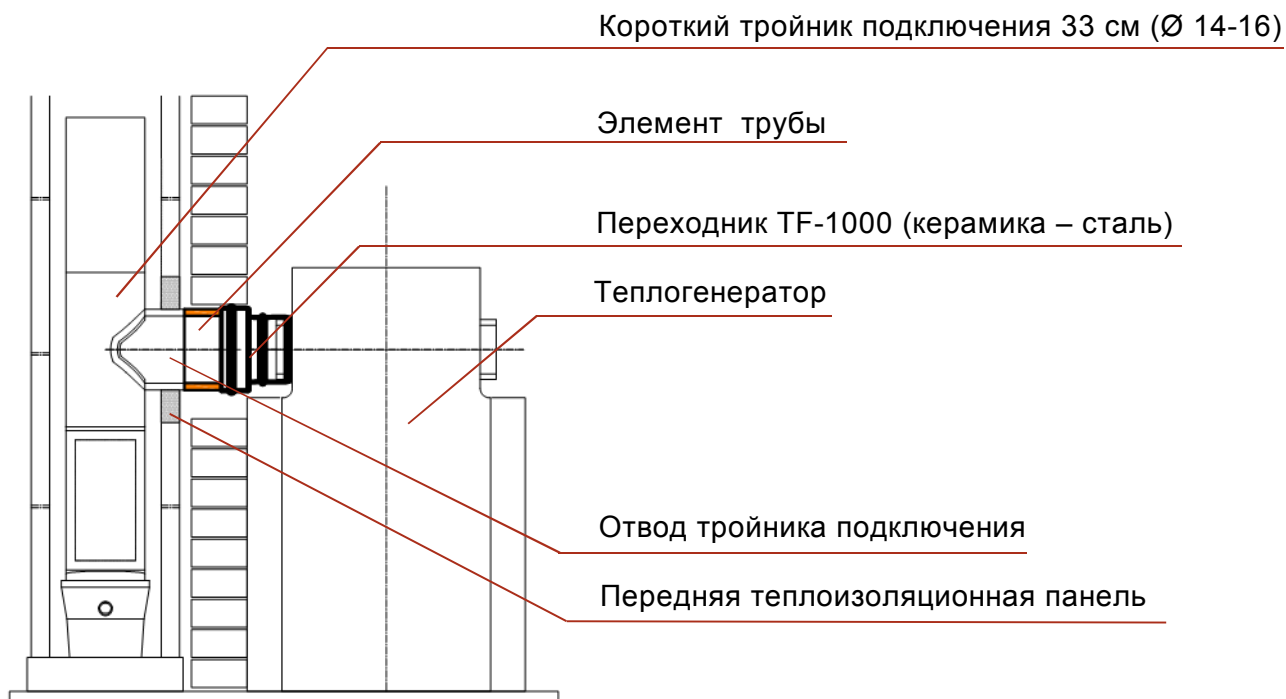 Короткий тройник подключения 33 см (Ø 14-16)
Элемент трубы
Переходник TF-1000 (керамика – сталь)
Теплогенератор
Отвод тройника подключения
Передняя теплоизоляционная панель